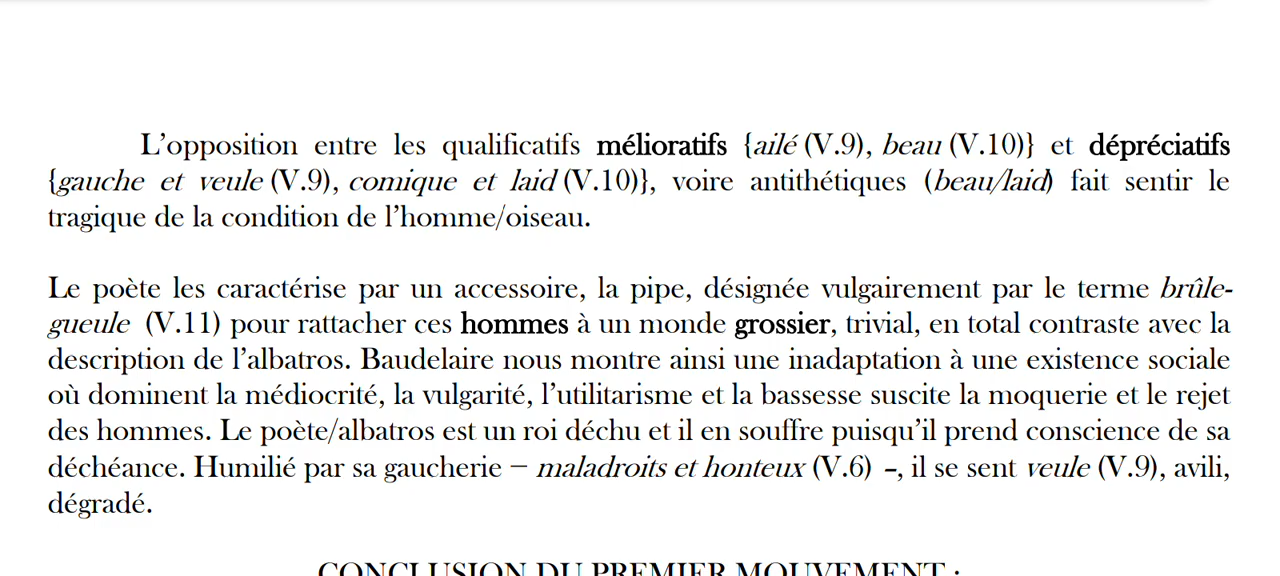 L’opposition entre les qualificatifs mélioratifs {ailé (V.9), beau (V.10)} et dépréciatifs
{gauche et veule (V.9), comique et laid (V.10)}, voire antithétiques (beau/laid) fait sentir le
tragique de la condition de l’homme/oiseau.
Le poète les caractérise par un accessoire, la pipe, désignée vulgairement par le terme brûle-
gueule (V.11) pour rattacher ces hommes à un monde grossier, trivial, en total contraste avec la
description de l’albatros. Baudelaire nous montre ainsi une inadaptation à une existence sociale
où dominent la médiocrité, la vulgarité, l’utilitarisme et la bassesse suscite la moquerie et le rejet
des hommes. Le poète/albatros est un roi déchu et il en souffre puisqu’il prend conscience de sa
déchéance. Humilié par sa gaucherie – maladroits et honteux (V.6) –, il se sent veule (V.9), avili,
dégradé.
CONCLUSION DU PREMIER MOUVEMENT :